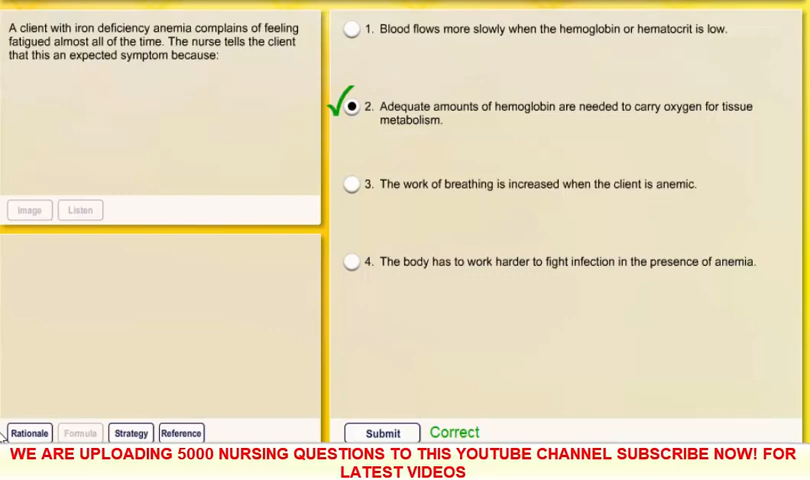 A client with iron deficiency anemia complains of feeling
fatigued almost all of the time. The nurse tells the client
that this an expected symptom because:
Image
Listen
1. Blood flows more slowly when the hemoglobin or hematocrit is low.
2. Adequate amounts of hemoglobin are needed to carry oxygen for tissue
metabolism.
3. The work of breathing is increased when the client is anemic.
4. The body has to work harder to fight infection in the presence of anemia.
Rationale
Formula
Strategy
Reference
Submit
Correct
WE ARE UPLOADING 5000 NURSING QUESTIONS TO THIS YOUTUBE CHANNEL SUBSCRIBE NOW! FOR
LATEST VIDEOS